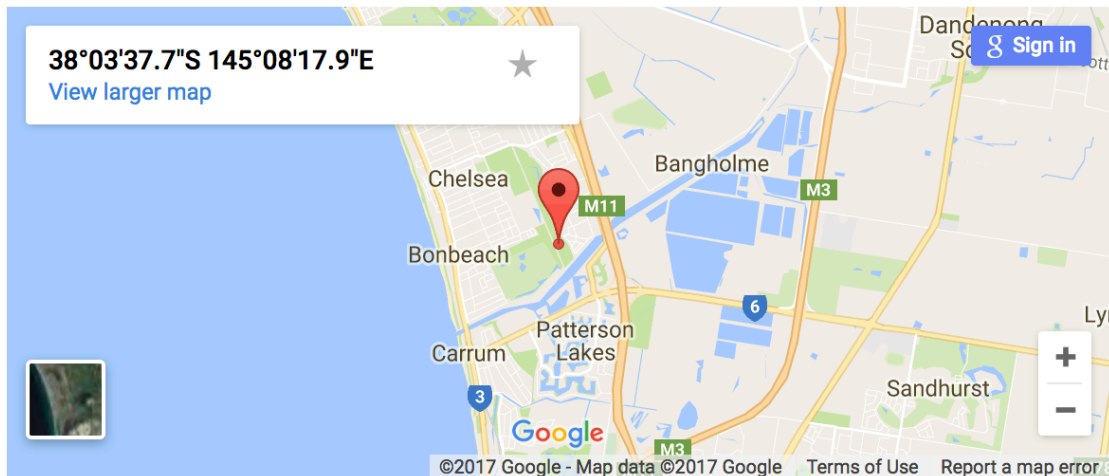 38°03'37.7"S 145°08'17.9"E
View larger map
Dandenong
g Sign in
Chelsea
Bangholme
M11
M3
Bonbeach
6
Patterson
Lakes
Carrum
Sandhurst
3
+
−
Google
M3
©2017 Google - Map data ©2017 Google Terms of Use Report a map error